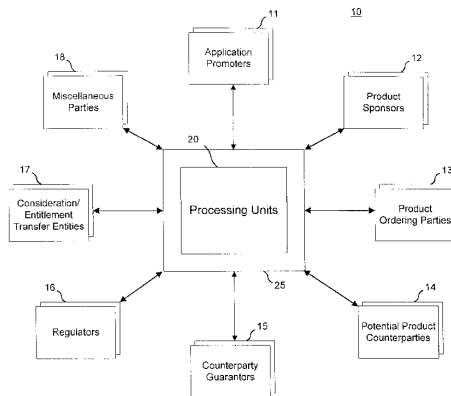 10
11
Application
Promoters
18
Miscellaneous
Parties
12
Product
Sponsors
20
Processing Units
25
17
Consideration/
Entitlement
Transfer Entities
13
Product
Ordering Parties
16
Regulators
15
Counterparty
Guarantors
14
Potential Product
Counterparties